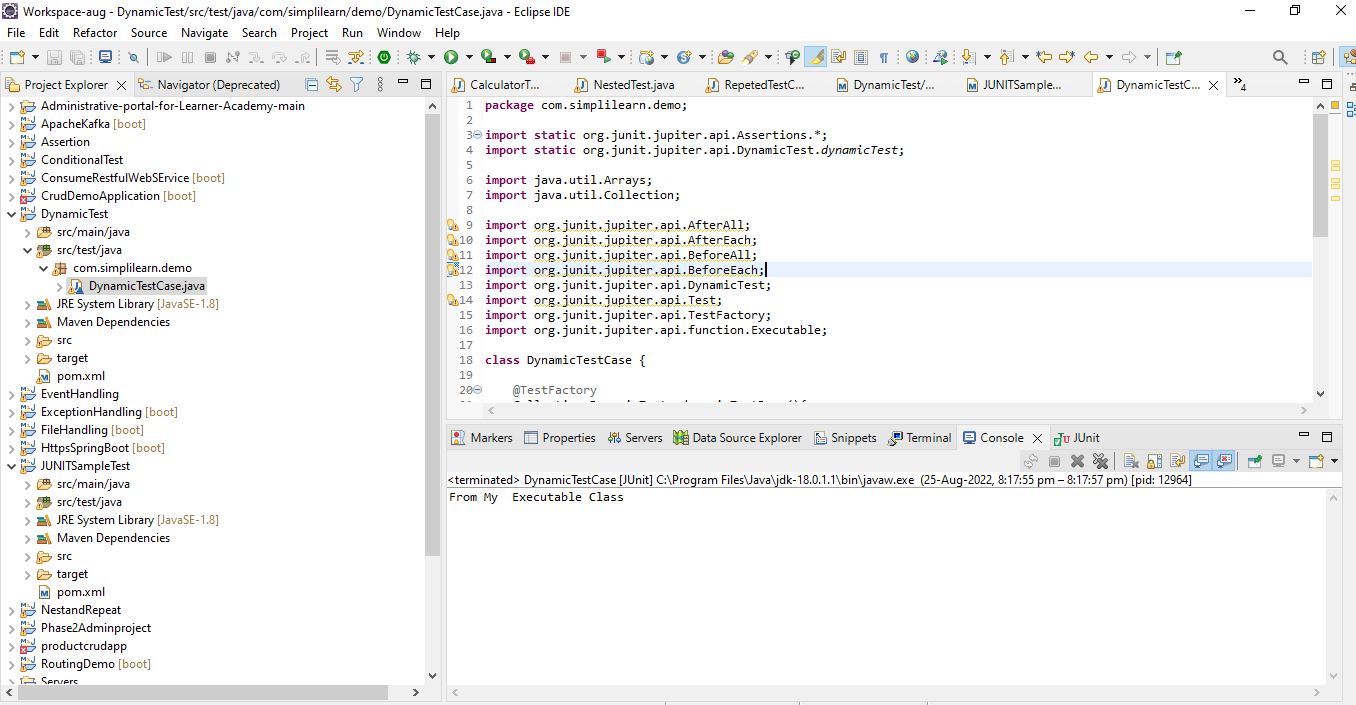 Workspace-aug - DynamicTest/src/test/java/com/simplilearn/demo/DynamicTestCase.java - Eclipse IDE
File Edit Refactor Source Navigate Search Project Run Window Help
Project Explorer
Navigator (Deprecated)
Administrative-portal-for-Learner-Academy-main
ApacheKafka [boot]
Assertion
ConditionalTest
ConsumeRestfulWebSErvice [boot]
CrudDemoApplication [boot]
DynamicTest
src/main/java
src/test/java
com.simplilearn.demo
DynamicTestCase.java
JRE System Library [JavaSE-1.8]
Maven Dependencies
src
target
pom.xml
EventHandling
ExceptionHandling [boot]
FileHandling [boot]
HttpsSpringBoot [boot]
JUNITSampleTest
src/main/java
src/test/java
JRE System Library [JavaSE-1.8]
Maven Dependencies
src
target
pom.xml
NestandRepeat
Phase2Adminproject
productcrudapp
RoutingDemo [boot]
Servers
CalculatorT... NestedTest.java RepetedTestC... DynamicTest/... JUNITSample... DynamicTestC... »4
1 package com.simplilearn.demo;
2
3 import static org.junit.jupiter.api.Assertions.*;
4 import static org.junit.jupiter.api.DynamicTest.dynamicTest;
5
6 import java.util.Arrays;
7 import java.util.Collection;
8
9 import org.junit.jupiter.api.AfterAll;
10 import org.junit.jupiter.api.AfterEach;
11 import org.junit.jupiter.api.BeforeAll;
12 import org.junit.jupiter.api.BeforeEach;
13 import org.junit.jupiter.api.DynamicTest;
14 import org.junit.jupiter.api.Test;
15 import org.junit.jupiter.api.TestFactory;
16 import org.junit.jupiter.api.function.Executable;
17
18 class DynamicTestCase {
19
20 @TestFactory
Markers Properties Servers Data Source Explorer Snippets Terminal Console JUnit
<terminated> DynamicTestCase [JUnit] C:\Program Files\Java\jdk-18.0.1.1\bin\javaw.exe (25-Aug-2022, 8:17:55 pm – 8:17:57 pm) [pid: 12964]
From My  Executable Class